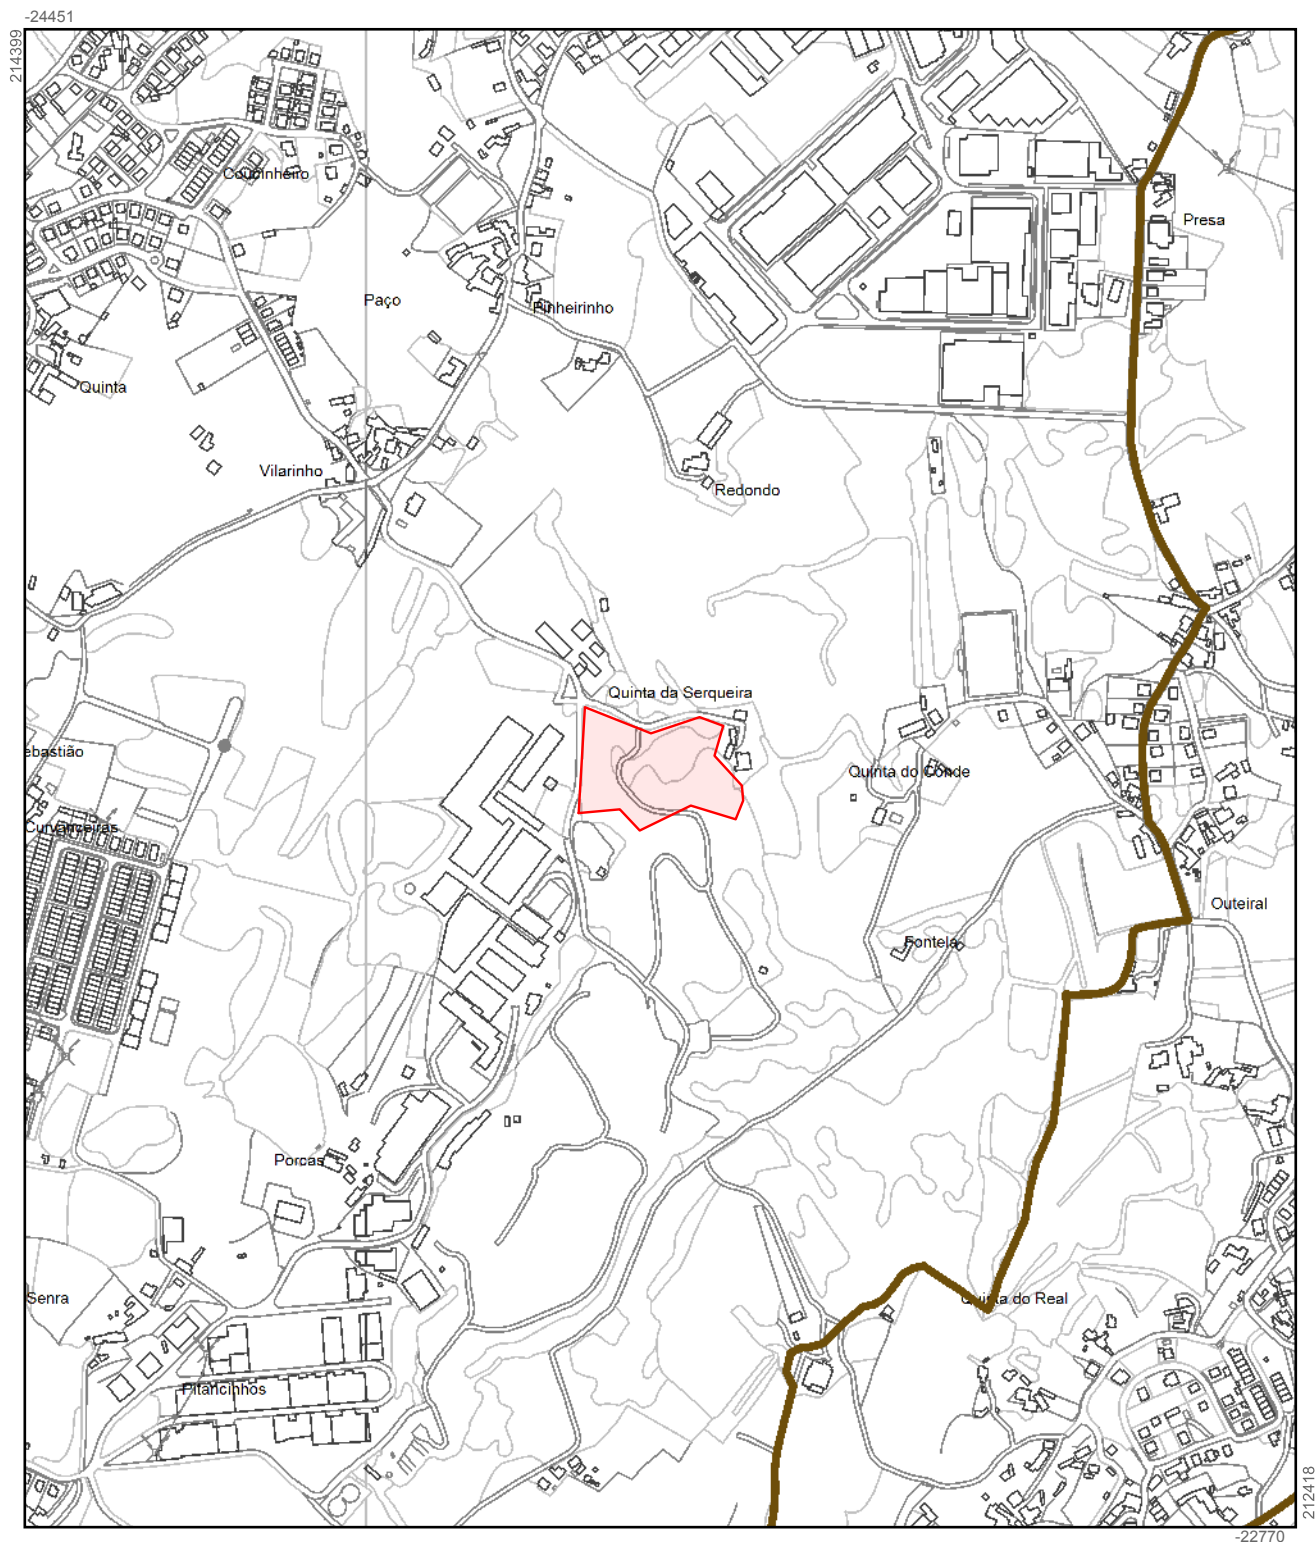 -24451
214399
Coucinheiro
Presa
Paço
Pinheirinho
Quinta
Vilarinho
Redondo
Quinta da Serqueira
ebastião
Quinta do Conde
Curvanceiras
Outeiral
Fontela
Porcas
Senra
Quinta do Real
Pitancinhos
212418
-22770